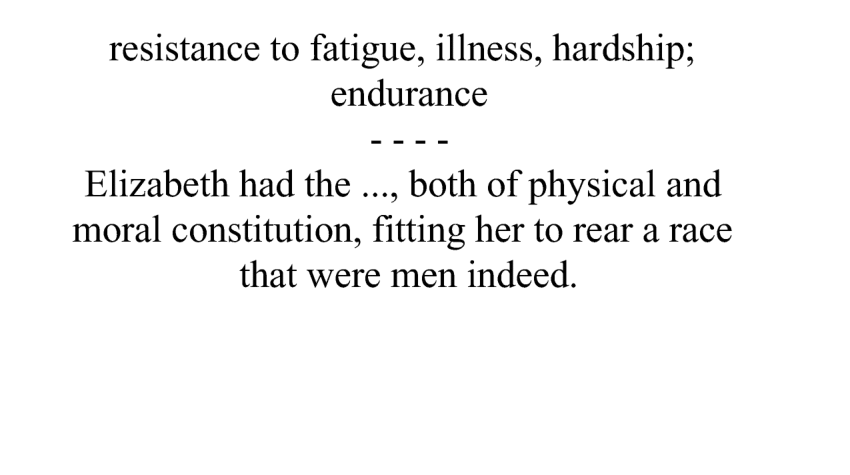 resistance to fatigue, illness, hardship;
endurance
- - - -
Elizabeth had the ..., both of physical and
moral constitution, fitting her to rear a race
that were men indeed.